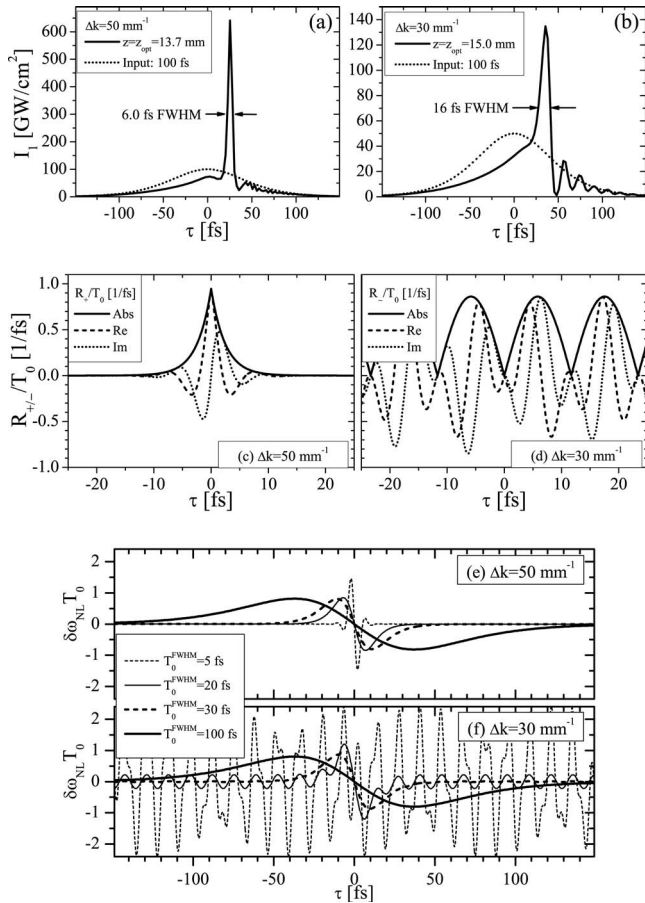 (a)
Δk=50 mm⁻¹
z=z_opt=13.7 mm
Input: 100 fs
6.0 fs FWHM
I₁ [GW/cm²]
600
500
400
300
200
100
0
-100 -50 0 50 100
τ [fs]
(b)
Δk=30 mm⁻¹
z=z_opt=15.0 mm
Input: 100 fs
16 fs FWHM
140
120
100
80
60
40
20
0
-100 -50 0 50 100
τ [fs]
R₊/T₀ [1/fs]
Abs
Re
Im
R₊/₋/T₀ [1/fs]
1.0
0.5
0.0
-0.5
-1.0
(c) Δk=50 mm⁻¹
-20 -10 0 10 20
τ [fs]
R₋/T₀ [1/fs]
Abs
Re
Im
(d) Δk=30 mm⁻¹
-20 -10 0 10 20
τ [fs]
(e) Δk=50 mm⁻¹
δω_NL T₀
2
1
0
-1
-2
T₀^FWHM=5 fs
T₀^FWHM=20 fs
T₀^FWHM=30 fs
T₀^FWHM=100 fs
(f) Δk=30 mm⁻¹
δω_NL T₀
2
1
0
-1
-2
-100 -50 0 50 100
τ [fs]